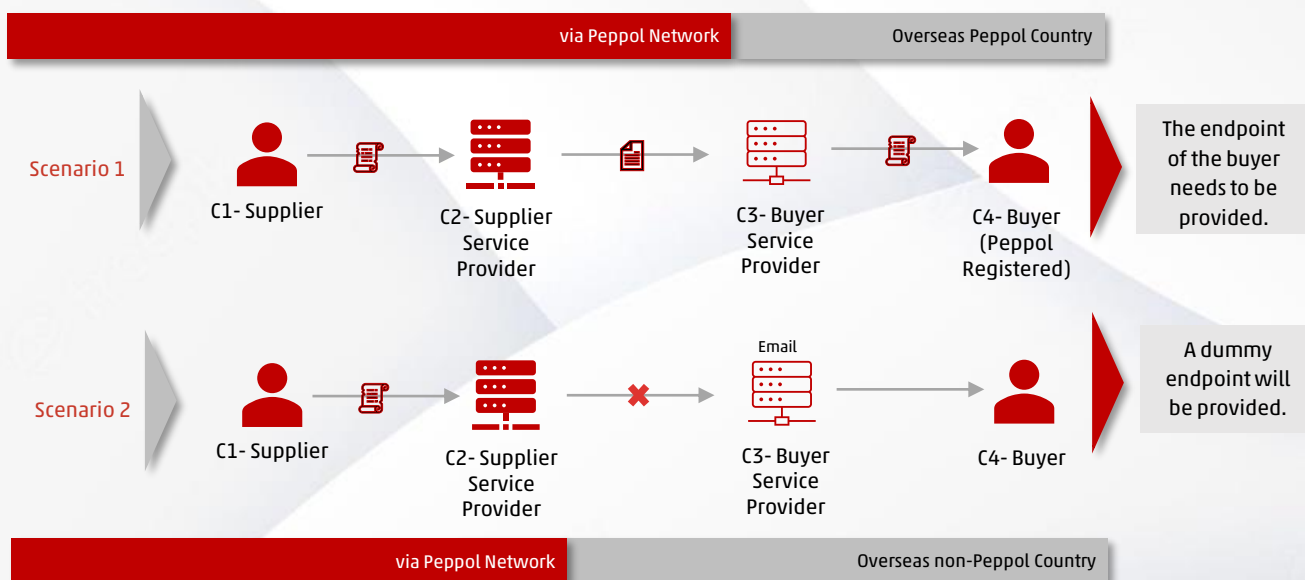 via Peppol Network
Overseas Peppol Country
Scenario 1
C1- Supplier
C2- Supplier
Service
Provider
C3- Buyer
Service
Provider
C4- Buyer
(Peppol
Registered)
The endpoint
of the buyer
needs to be
provided.
Scenario 2
C1- Supplier
C2- Supplier
Service
Provider
Email
C3- Buyer
Service
Provider
C4- Buyer
A dummy
endpoint will
be provided.
via Peppol Network
Overseas non-Peppol Country